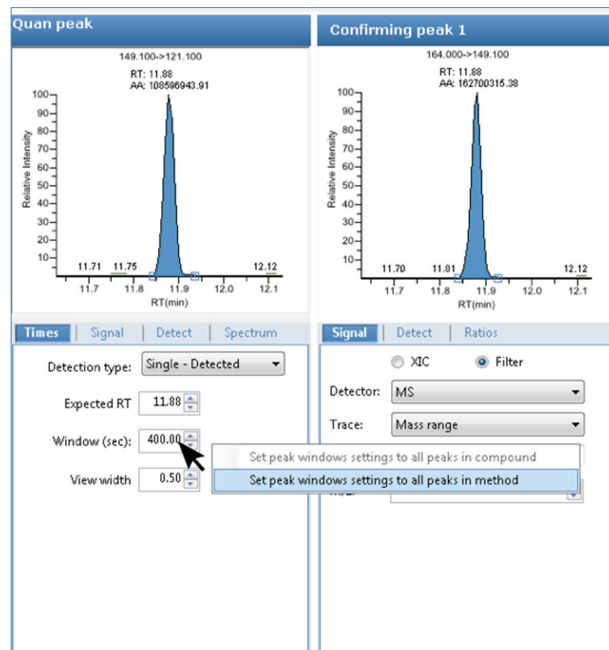 Quan peak
149.100->121.100
RT: 11.88
AA: 108596943.91
Relative Intensity
100
90
80
70
60
50
40
30
20
10
11.71 11.75 12.12
11.7 11.8 11.9 12.0 12.1
RT(min)
Confirming peak 1
164.000->149.100
RT: 11.88
AA: 162700315.38
Relative Intensity
100
90
80
70
60
50
40
30
20
10
11.70 11.81 12.12
11.7 11.8 11.9 12.0 12.1
RT(min)
Times Signal Detect Spectrum
Detection type: Single - Detected
Expected RT 11.88
Window (sec): 400.00
View width 0.50
Signal Detect Ratios
XIC Filter
Detector: MS
Trace: Mass range
Set peak windows settings to all peaks in compound
Set peak windows settings to all peaks in method